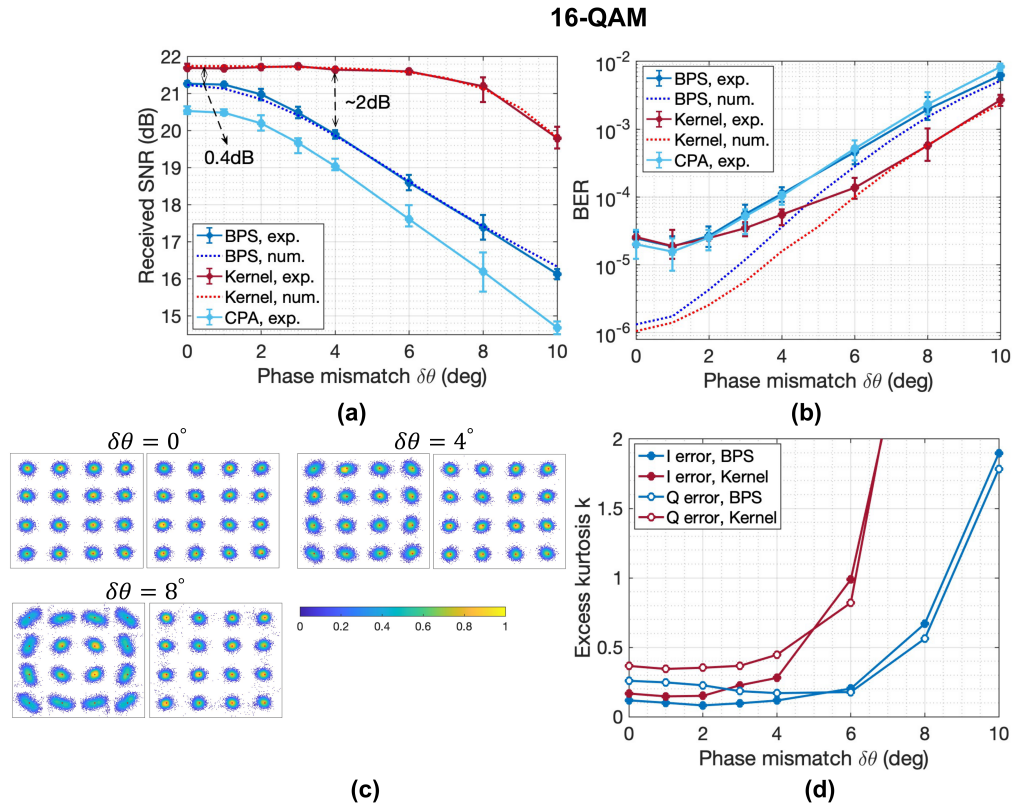 16-QAM
22
21
20
19
18
17
16
15
Received SNR (dB)
0.4dB
~2dB
BPS, exp.
BPS, num.
Kernel, exp.
Kernel, num.
CPA, exp.
0 2 4 6 8 10
Phase mismatch δθ (deg)
(a)
10⁻²
10⁻³
10⁻⁴
10⁻⁵
10⁻⁶
BER
BPS, exp.
BPS, num.
Kernel, exp.
Kernel, num.
CPA, exp.
0 2 4 6 8 10
Phase mismatch δθ (deg)
(b)
δθ = 0° δθ = 4°
δθ = 8°
0 0.2 0.4 0.6 0.8 1
(c)
2
1.5
1
0.5
0
Excess kurtosis k
I error, BPS
I error, Kernel
Q error, BPS
Q error, Kernel
0 2 4 6 8 10
Phase mismatch δθ (deg)
(d)